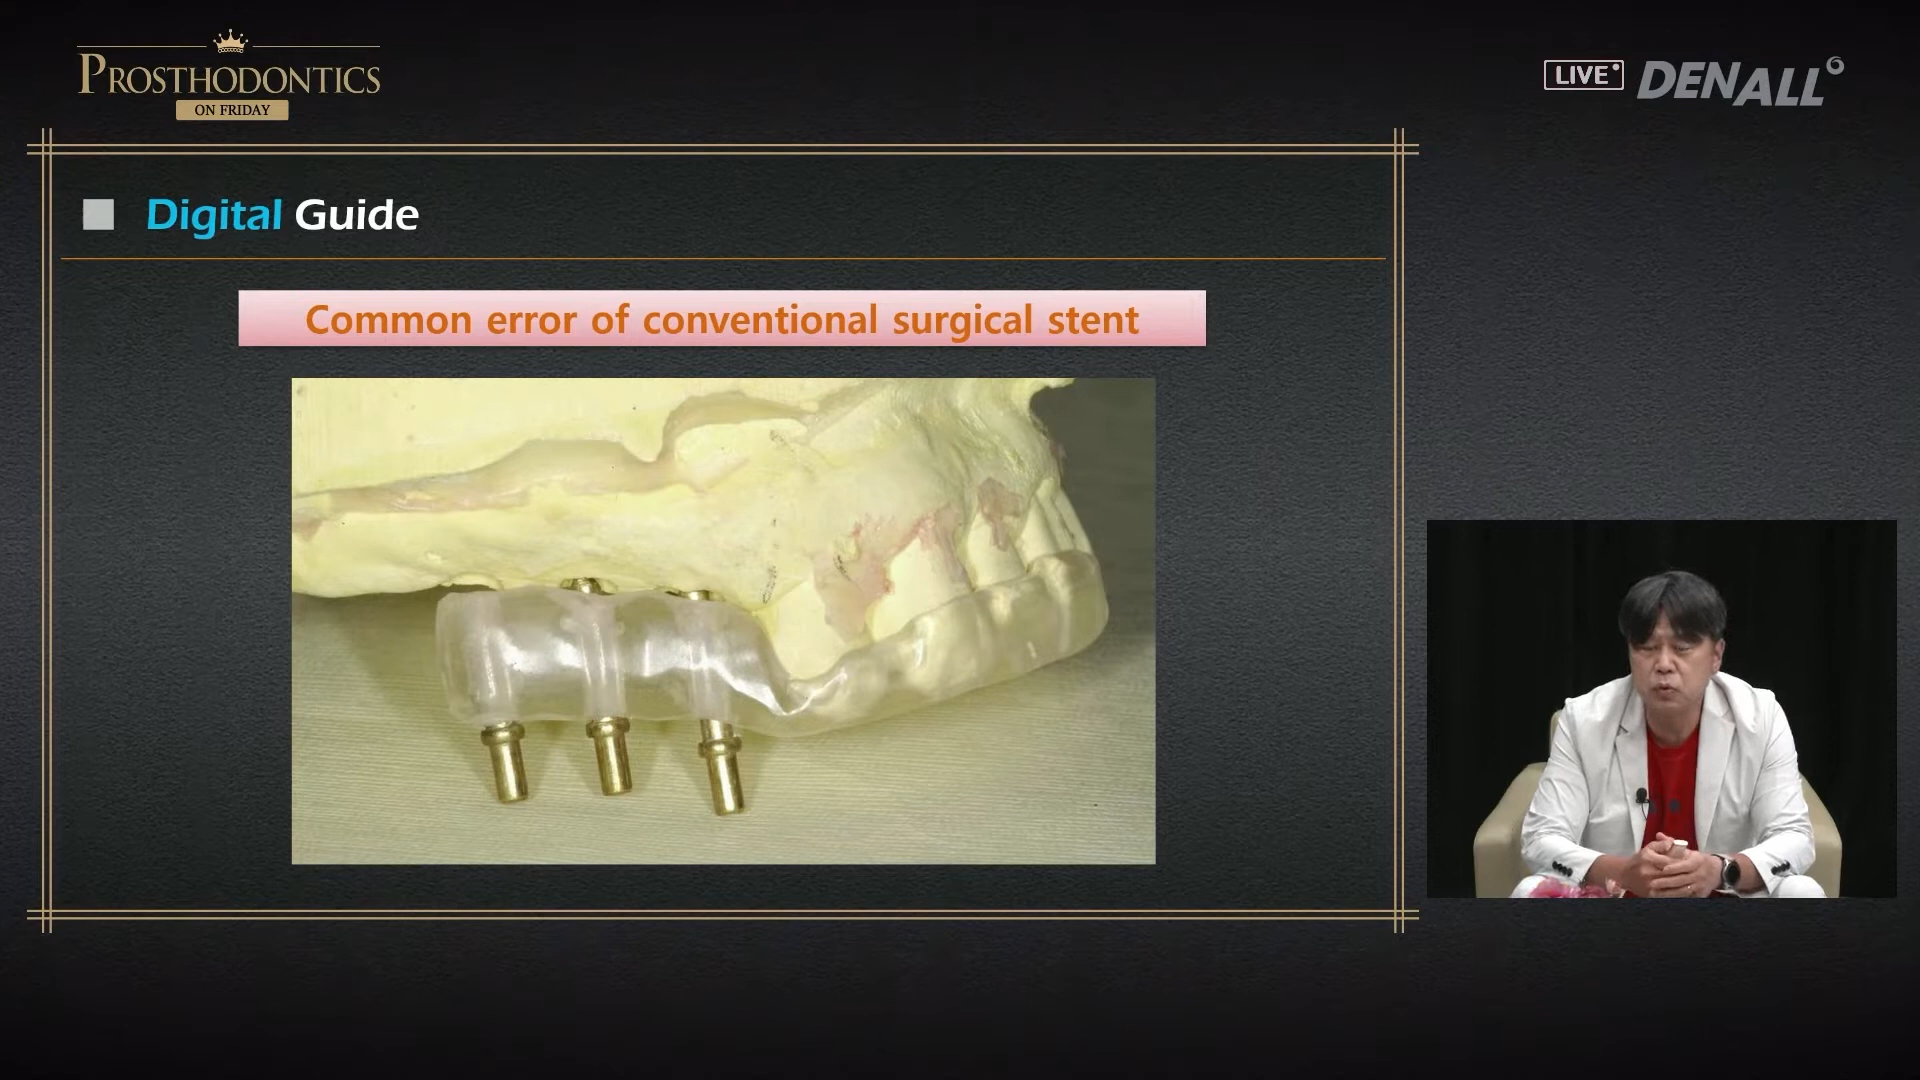 PROSTHODONTICS
ON FRIDAY
LIVE
DENALL
Digital Guide
Common error of conventional surgical stent